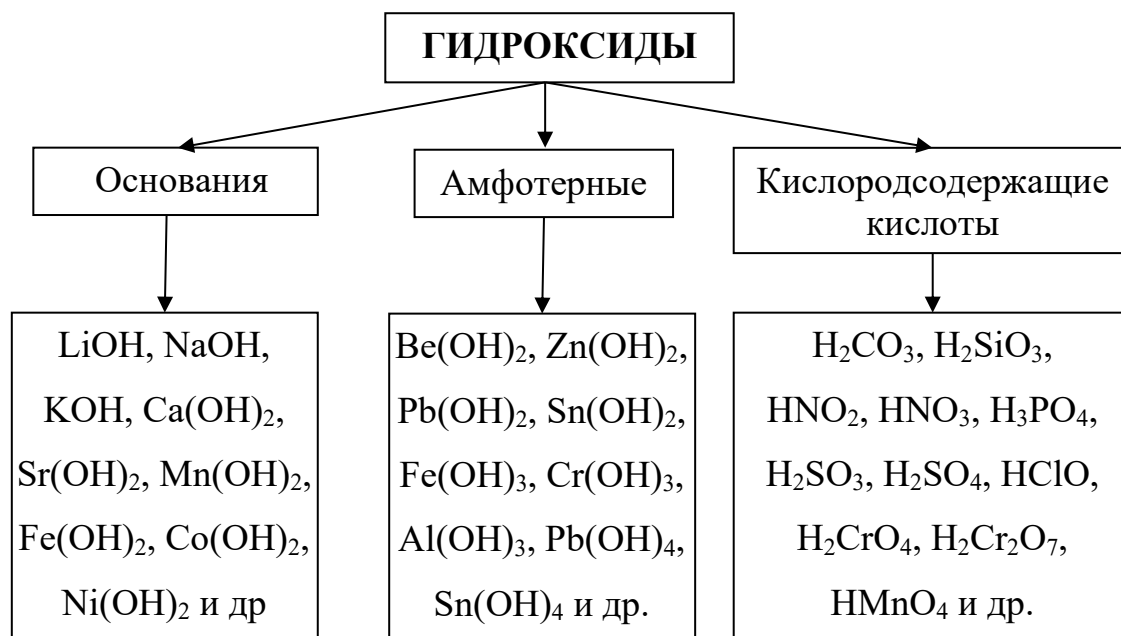 ГИДРОКСИДЫ
Основания
Амфотерные
Кислородсодержащие
кислоты
LiOH, NaOH,
KOH, Ca(OH)₂,
Sr(OH)₂, Mn(OH)₂,
Fe(OH)₂, Co(OH)₂,
Ni(OH)₂ и др
Be(OH)₂, Zn(OH)₂,
Pb(OH)₂, Sn(OH)₂,
Fe(OH)₃, Cr(OH)₃,
Al(OH)₃, Pb(OH)₄,
Sn(OH)₄ и др.
H₂CO₃, H₂SiO₃,
HNO₂, HNO₃, H₃PO₄,
H₂SO₃, H₂SO₄, HClO,
H₂CrO₄, H₂Cr₂O₇,
HMnO₄ и др.